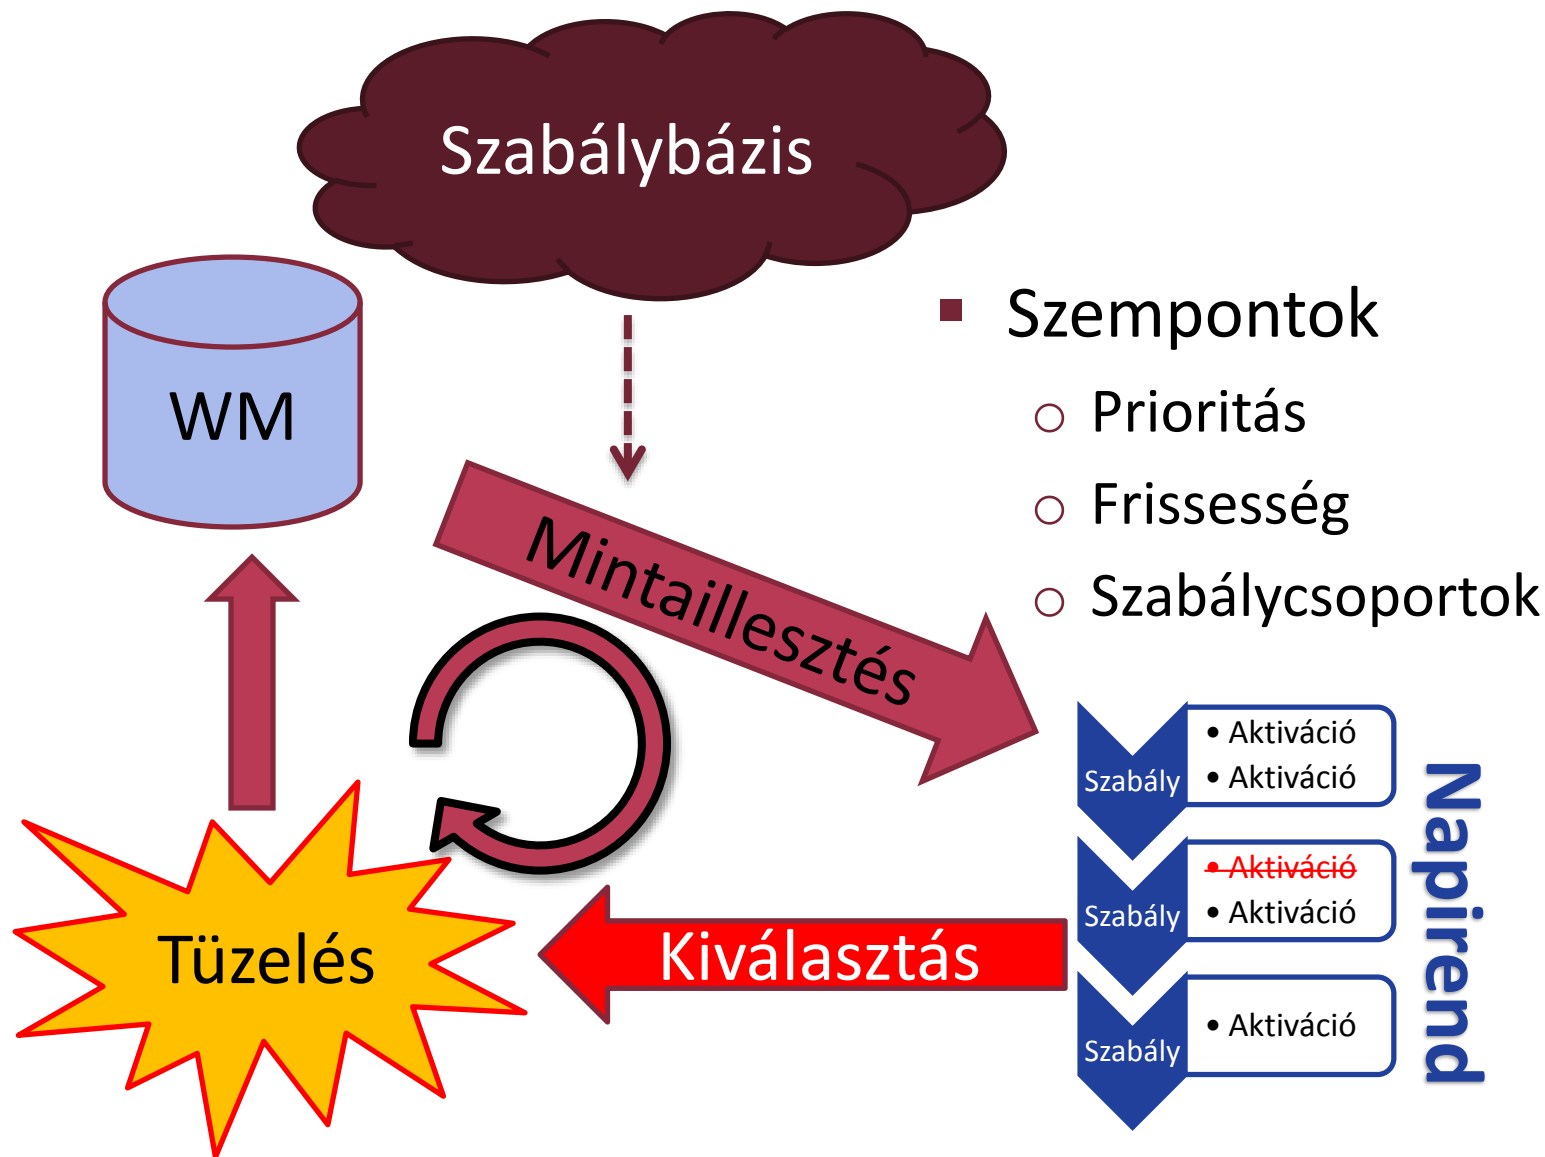 Szabálybázis
WM
Szempontok
Prioritás
Frissesség
Szabálycsoportok
Mintaillesztés
Szabály
• Aktiváció
• Aktiváció
Szabály
• Aktiváció
• Aktiváció
Szabály
• Aktiváció
Napirend
Kiválasztás
Tüzelés